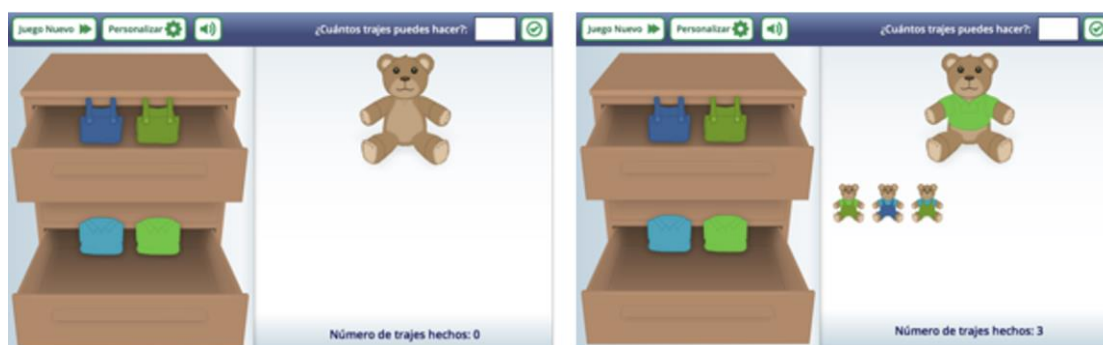 Juego Nuevo Personalizar ¿Cuántos trajes puedes hacer?:
Número de trajes hechos: 0
Juego Nuevo Personalizar ¿Cuántos trajes puedes hacer?:
Número de trajes hechos: 3